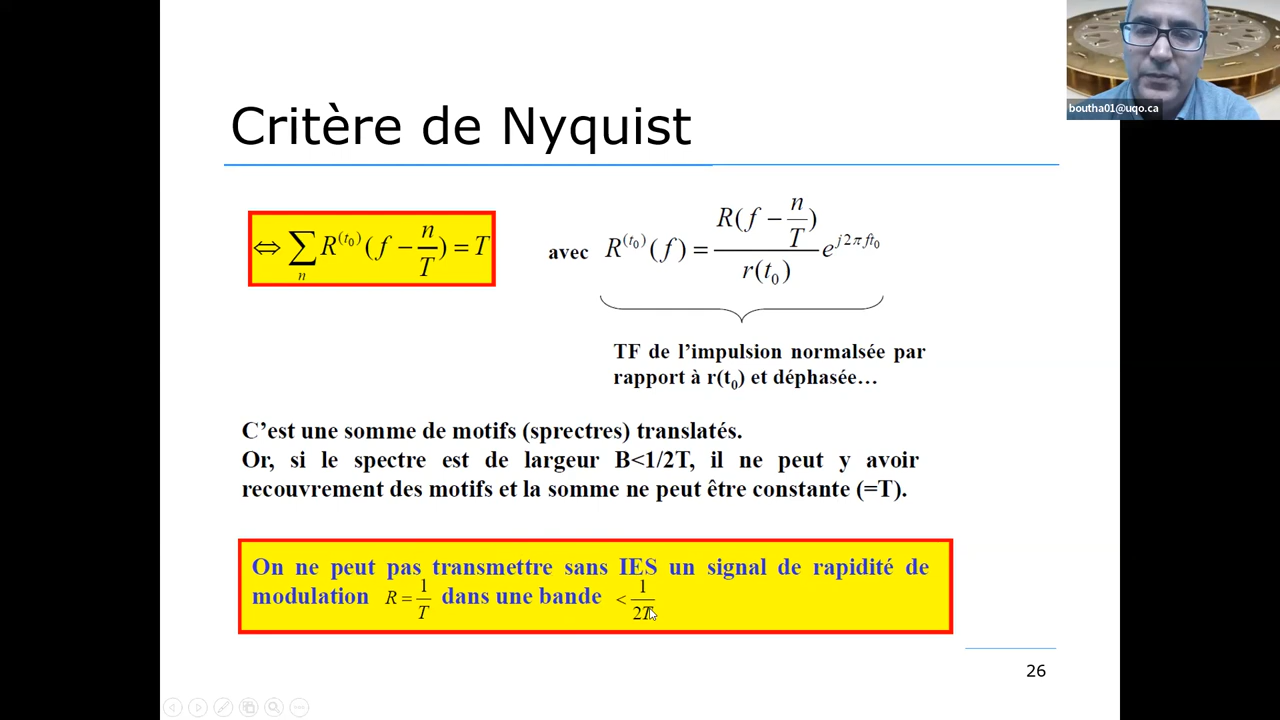 boutha01@uqo.ca
Critère de Nyquist
⇔ ∑_n R^(t₀)(f − n/T) = T
avec R^(t₀)(f) = R(f − n/T) / r(t₀) e^{j2πft₀}
TF de l’impulsion normalsée par
rapport à r(t₀) et déphasée…
C’est une somme de motifs (sprectres) translatés.
Or, si le spectre est de largeur B<1/2T, il ne peut y avoir
recouvrement des motifs et la somme ne peut être constante (=T).
On ne peut pas transmettre sans IES un signal de rapidité de
modulation R = 1/T dans une bande < 1/2T
26